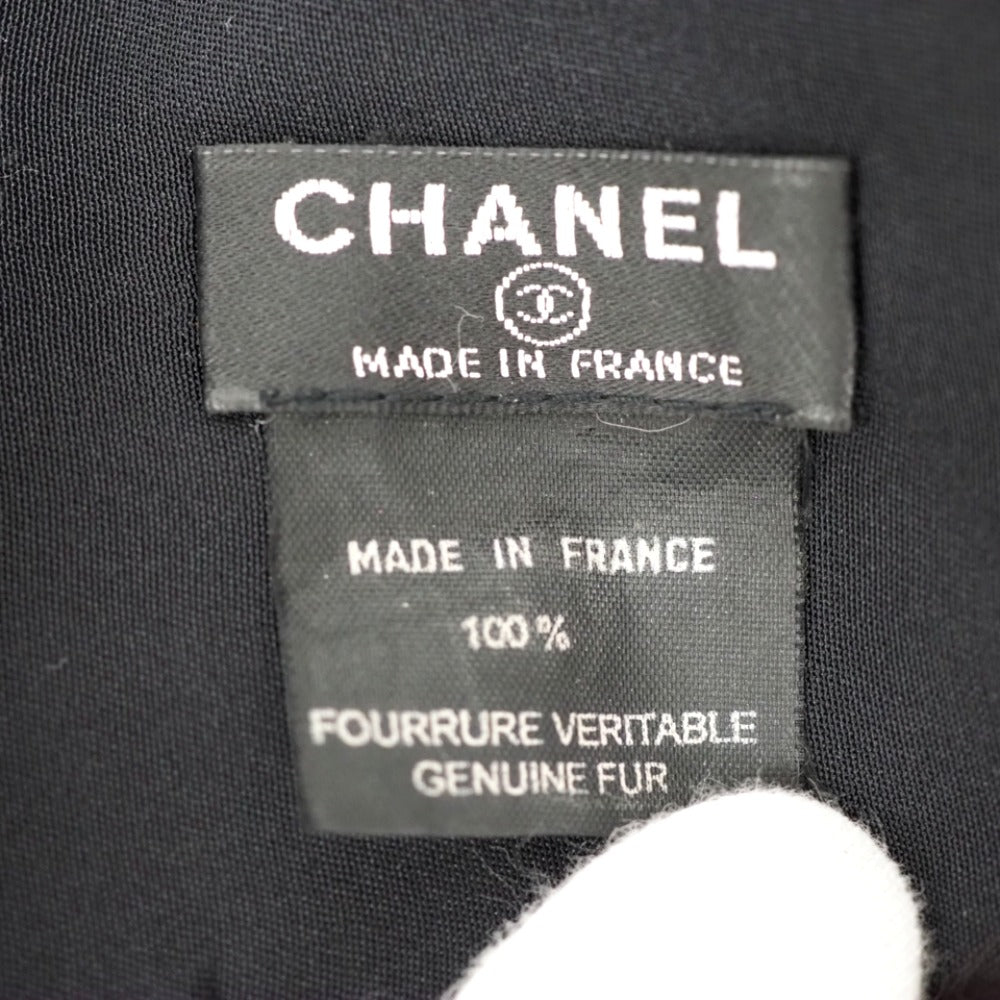 CHANEL
MADE IN FRANCE
MADE IN FRANCE
100%
FOURRURE VERITABLE
GENUINE FUR